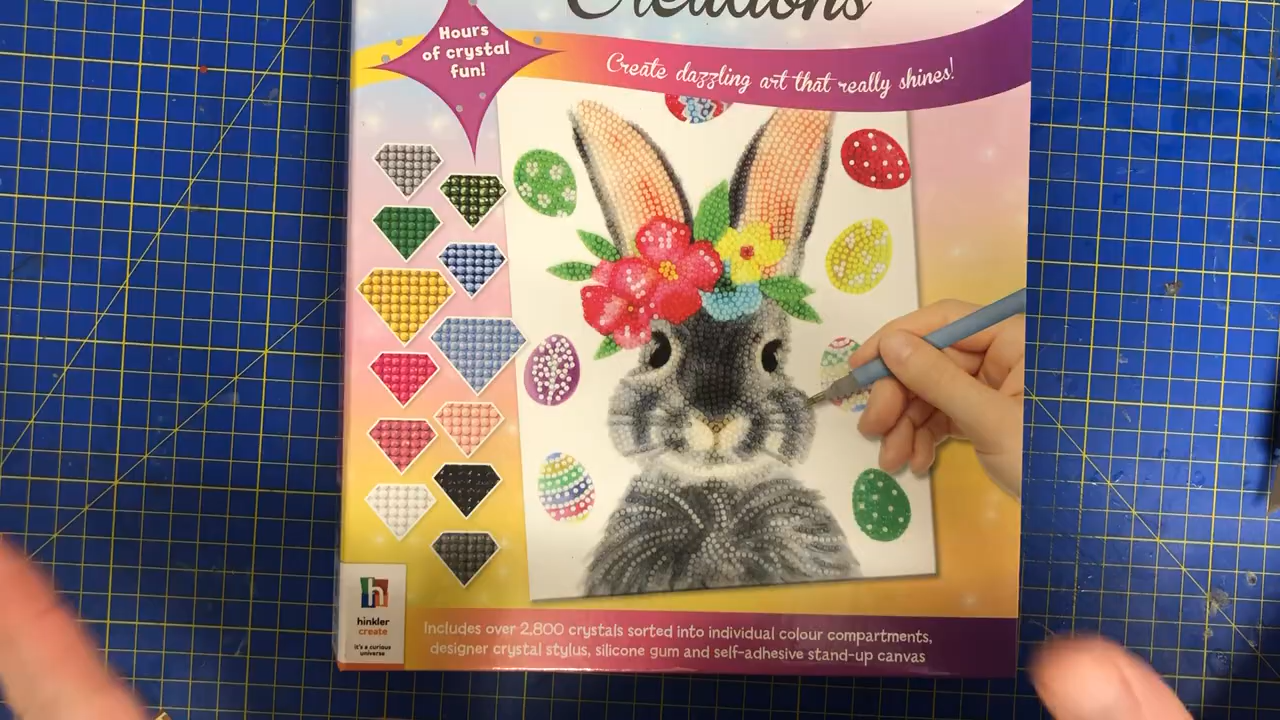 Creations
Hours
of crystal
fun!
Create dazzling art that really shines!
hinkler
create
it's a curious
universe
Includes over 2,800 crystals sorted into individual colour compartments,
designer crystal stylus, silicone gum and self-adhesive stand-up canvas